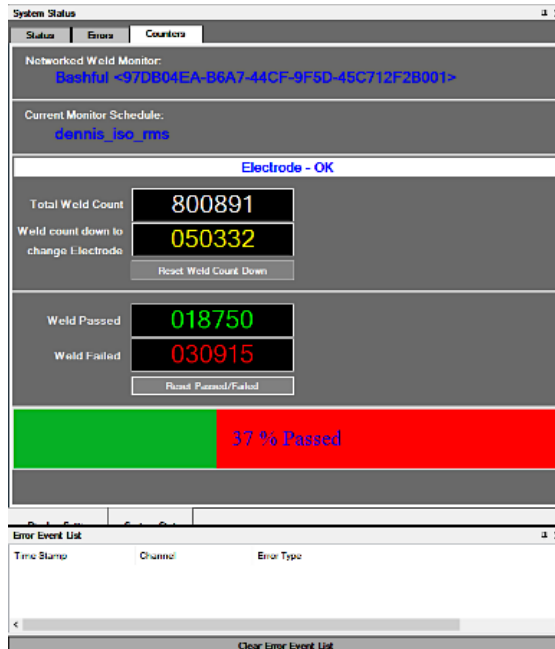 System Status
Status Errors Counters
Networked Weld Monitor:
Bashful <97DB04EA-B6A7-44CF-9F5D-45C712F2B001>
Current Monitor Schedule:
dennis_iso_rms
Electrode - OK
Total Weld Count 800891
Weld count down to
change Electrode 050332
Reset Weld Count Down
Weld Passed 018750
Weld Failed 030915
Reset Passed/Failed
37 % Passed
Error Event List
Time Stamp Channel Error Type
Clear Error Event List